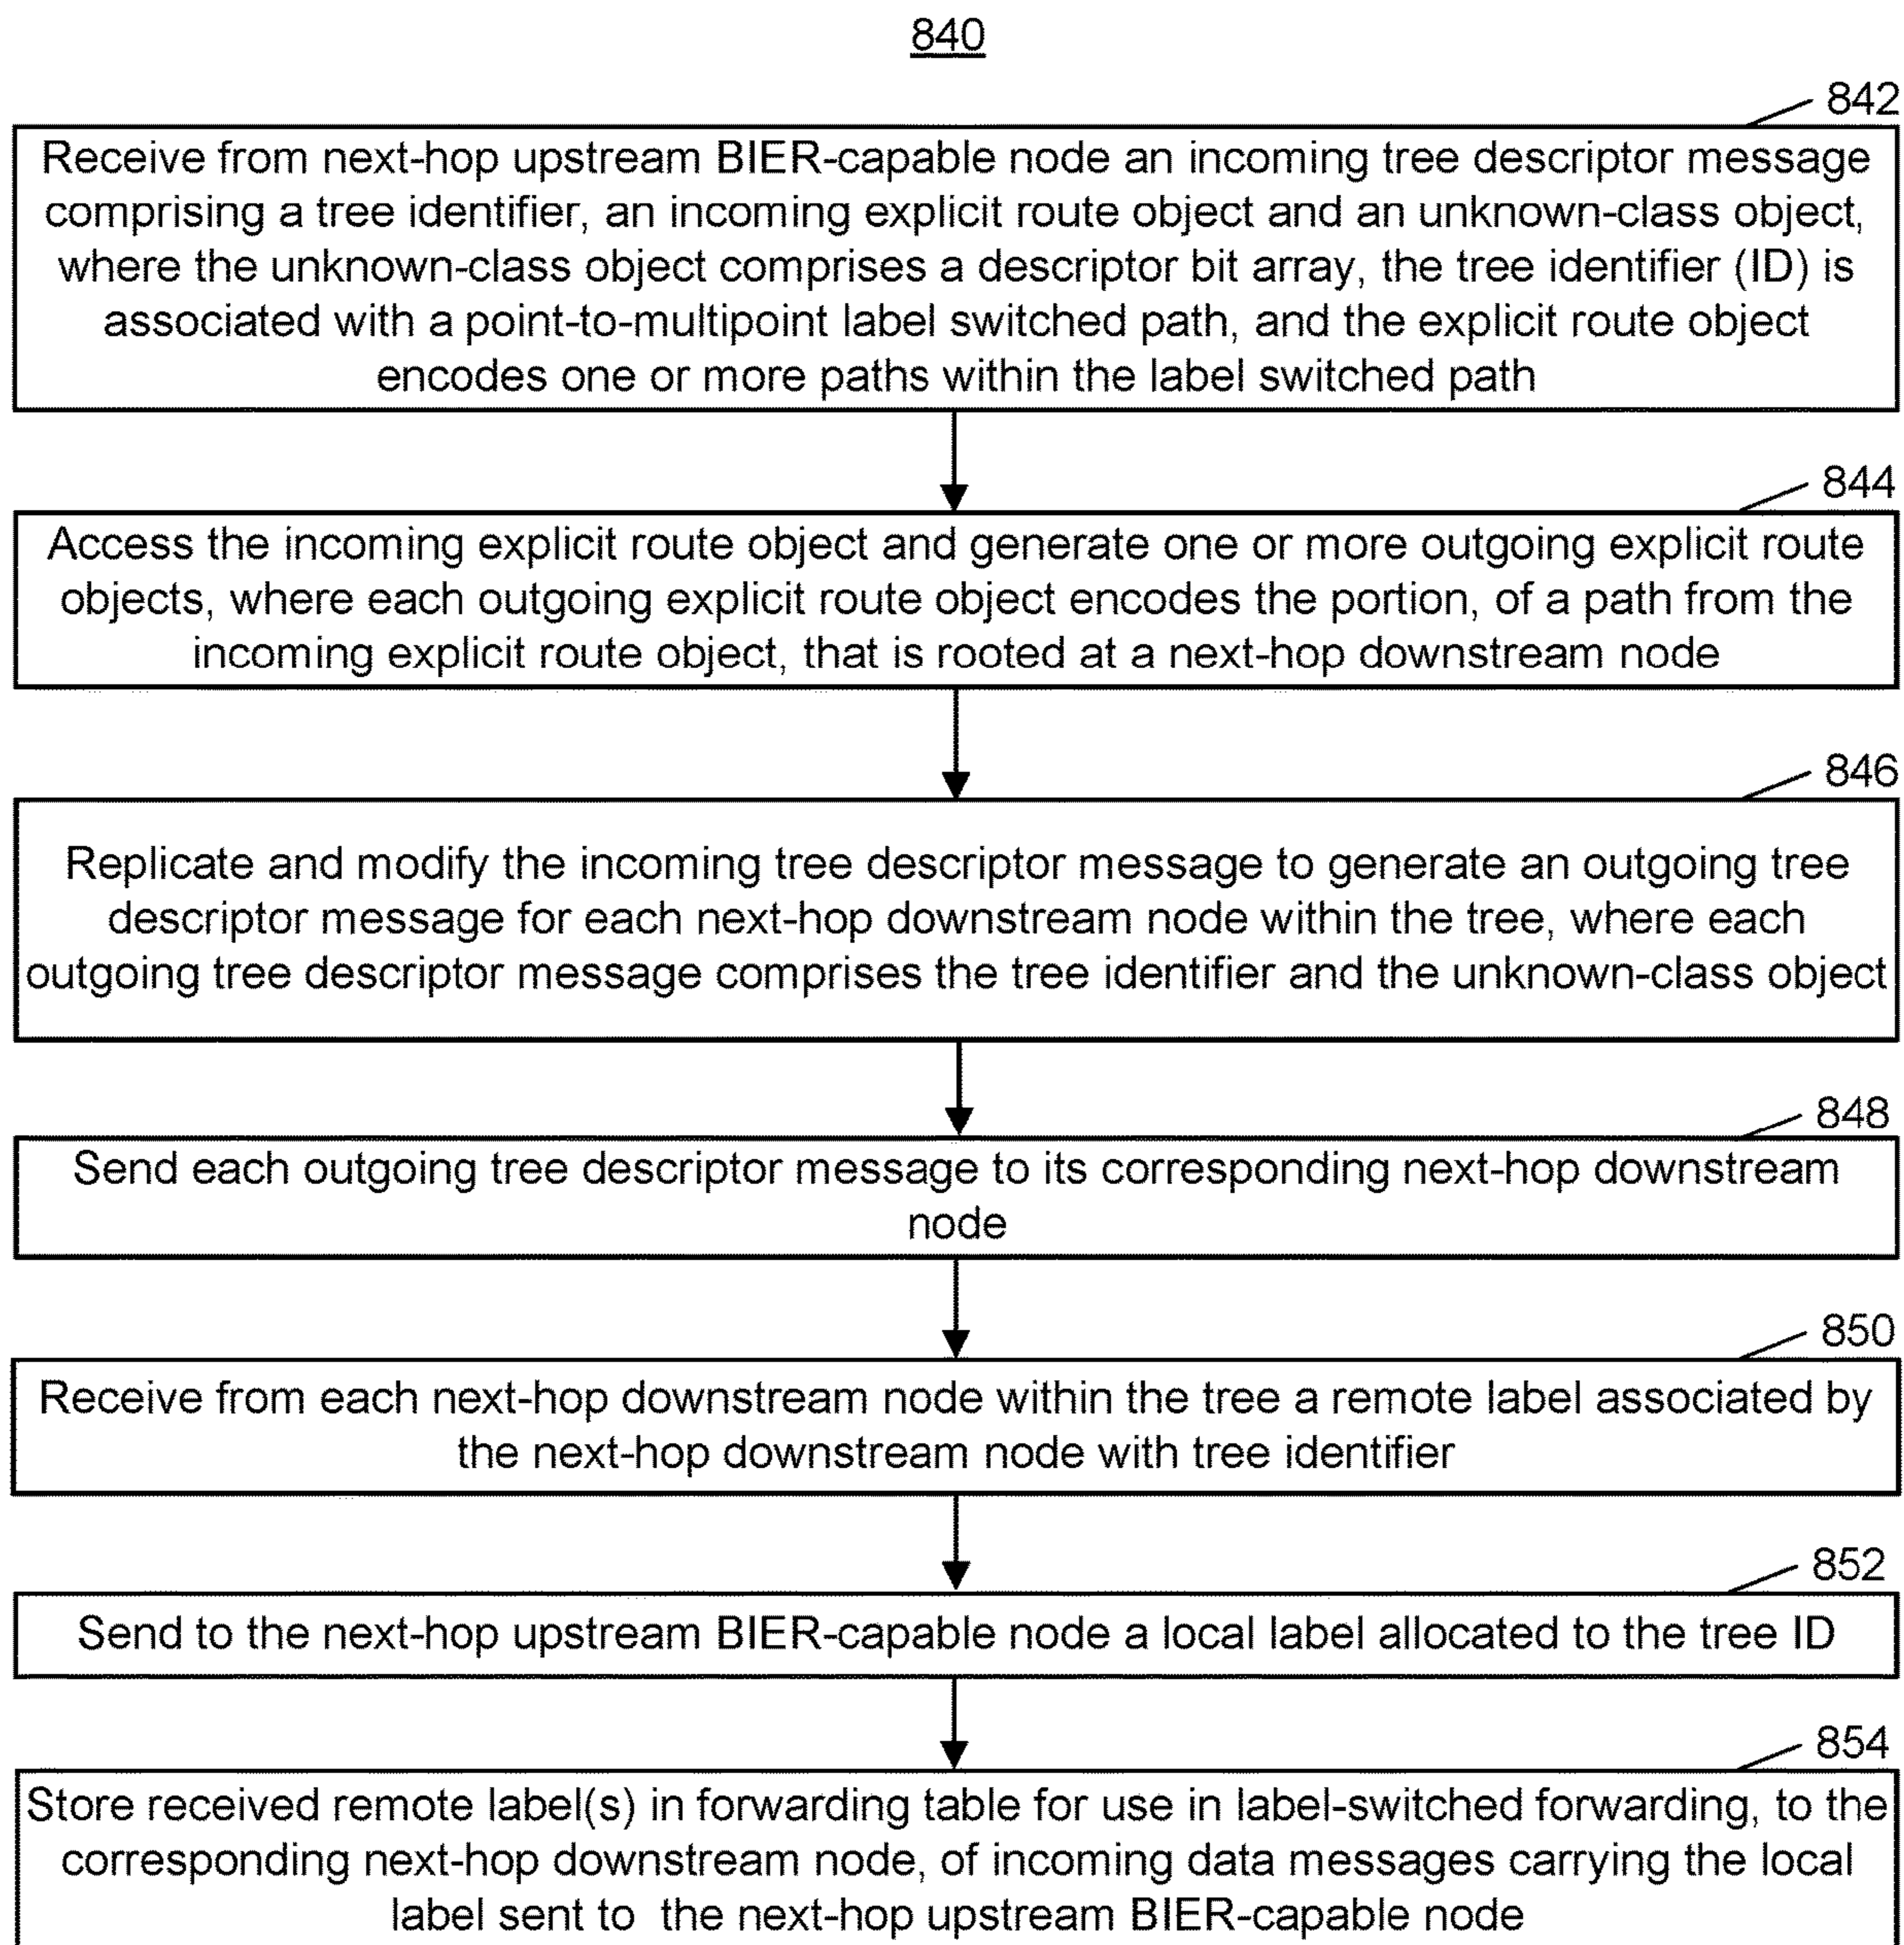 840
842
Receive from next-hop upstream BIER-capable node an incoming tree descriptor message
comprising a tree identifier, an incoming explicit route object and an unknown-class object,
where the unknown-class object comprises a descriptor bit array, the tree identifier (ID) is
associated with a point-to-multipoint label switched path, and the explicit route object
encodes one or more paths within the label switched path
844
Access the incoming explicit route object and generate one or more outgoing explicit route
objects, where each outgoing explicit route object encodes the portion, of a path from the
incoming explicit route object, that is rooted at a next-hop downstream node
846
Replicate and modify the incoming tree descriptor message to generate an outgoing tree
descriptor message for each next-hop downstream node within the tree, where each
outgoing tree descriptor message comprises the tree identifier and the unknown-class object
848
Send each outgoing tree descriptor message to its corresponding next-hop downstream
node
850
Receive from each next-hop downstream node within the tree a remote label associated by
the next-hop downstream node with tree identifier
852
Send to the next-hop upstream BIER-capable node a local label allocated to the tree ID
854
Store received remote label(s) in forwarding table for use in label-switched forwarding, to the
corresponding next-hop downstream node, of incoming data messages carrying the local
label sent to the next-hop upstream BIER-capable node